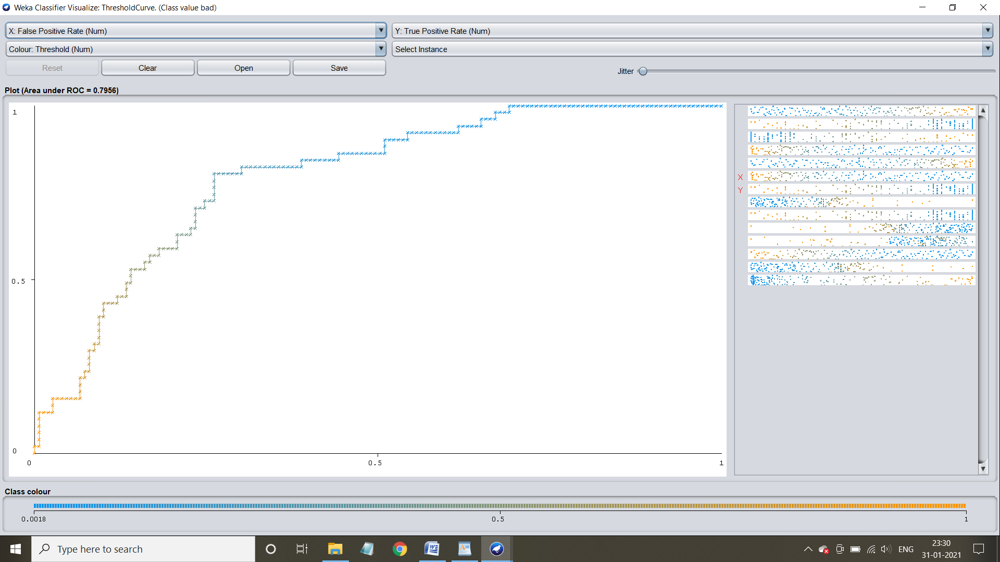 Weka Classifier Visualize: ThresholdCurve. (Class value bad)
X: False Positive Rate (Num)
Y: True Positive Rate (Num)
Colour: Threshold (Num)
Select Instance
Reset
Clear
Open
Save
Jitter
Plot (Area under ROC = 0.7956)
1
0.5
0
0
0.5
1
X
Y
Class colour
0.0018
0.5
1
Type here to search
ENG
23:30
31-01-2021